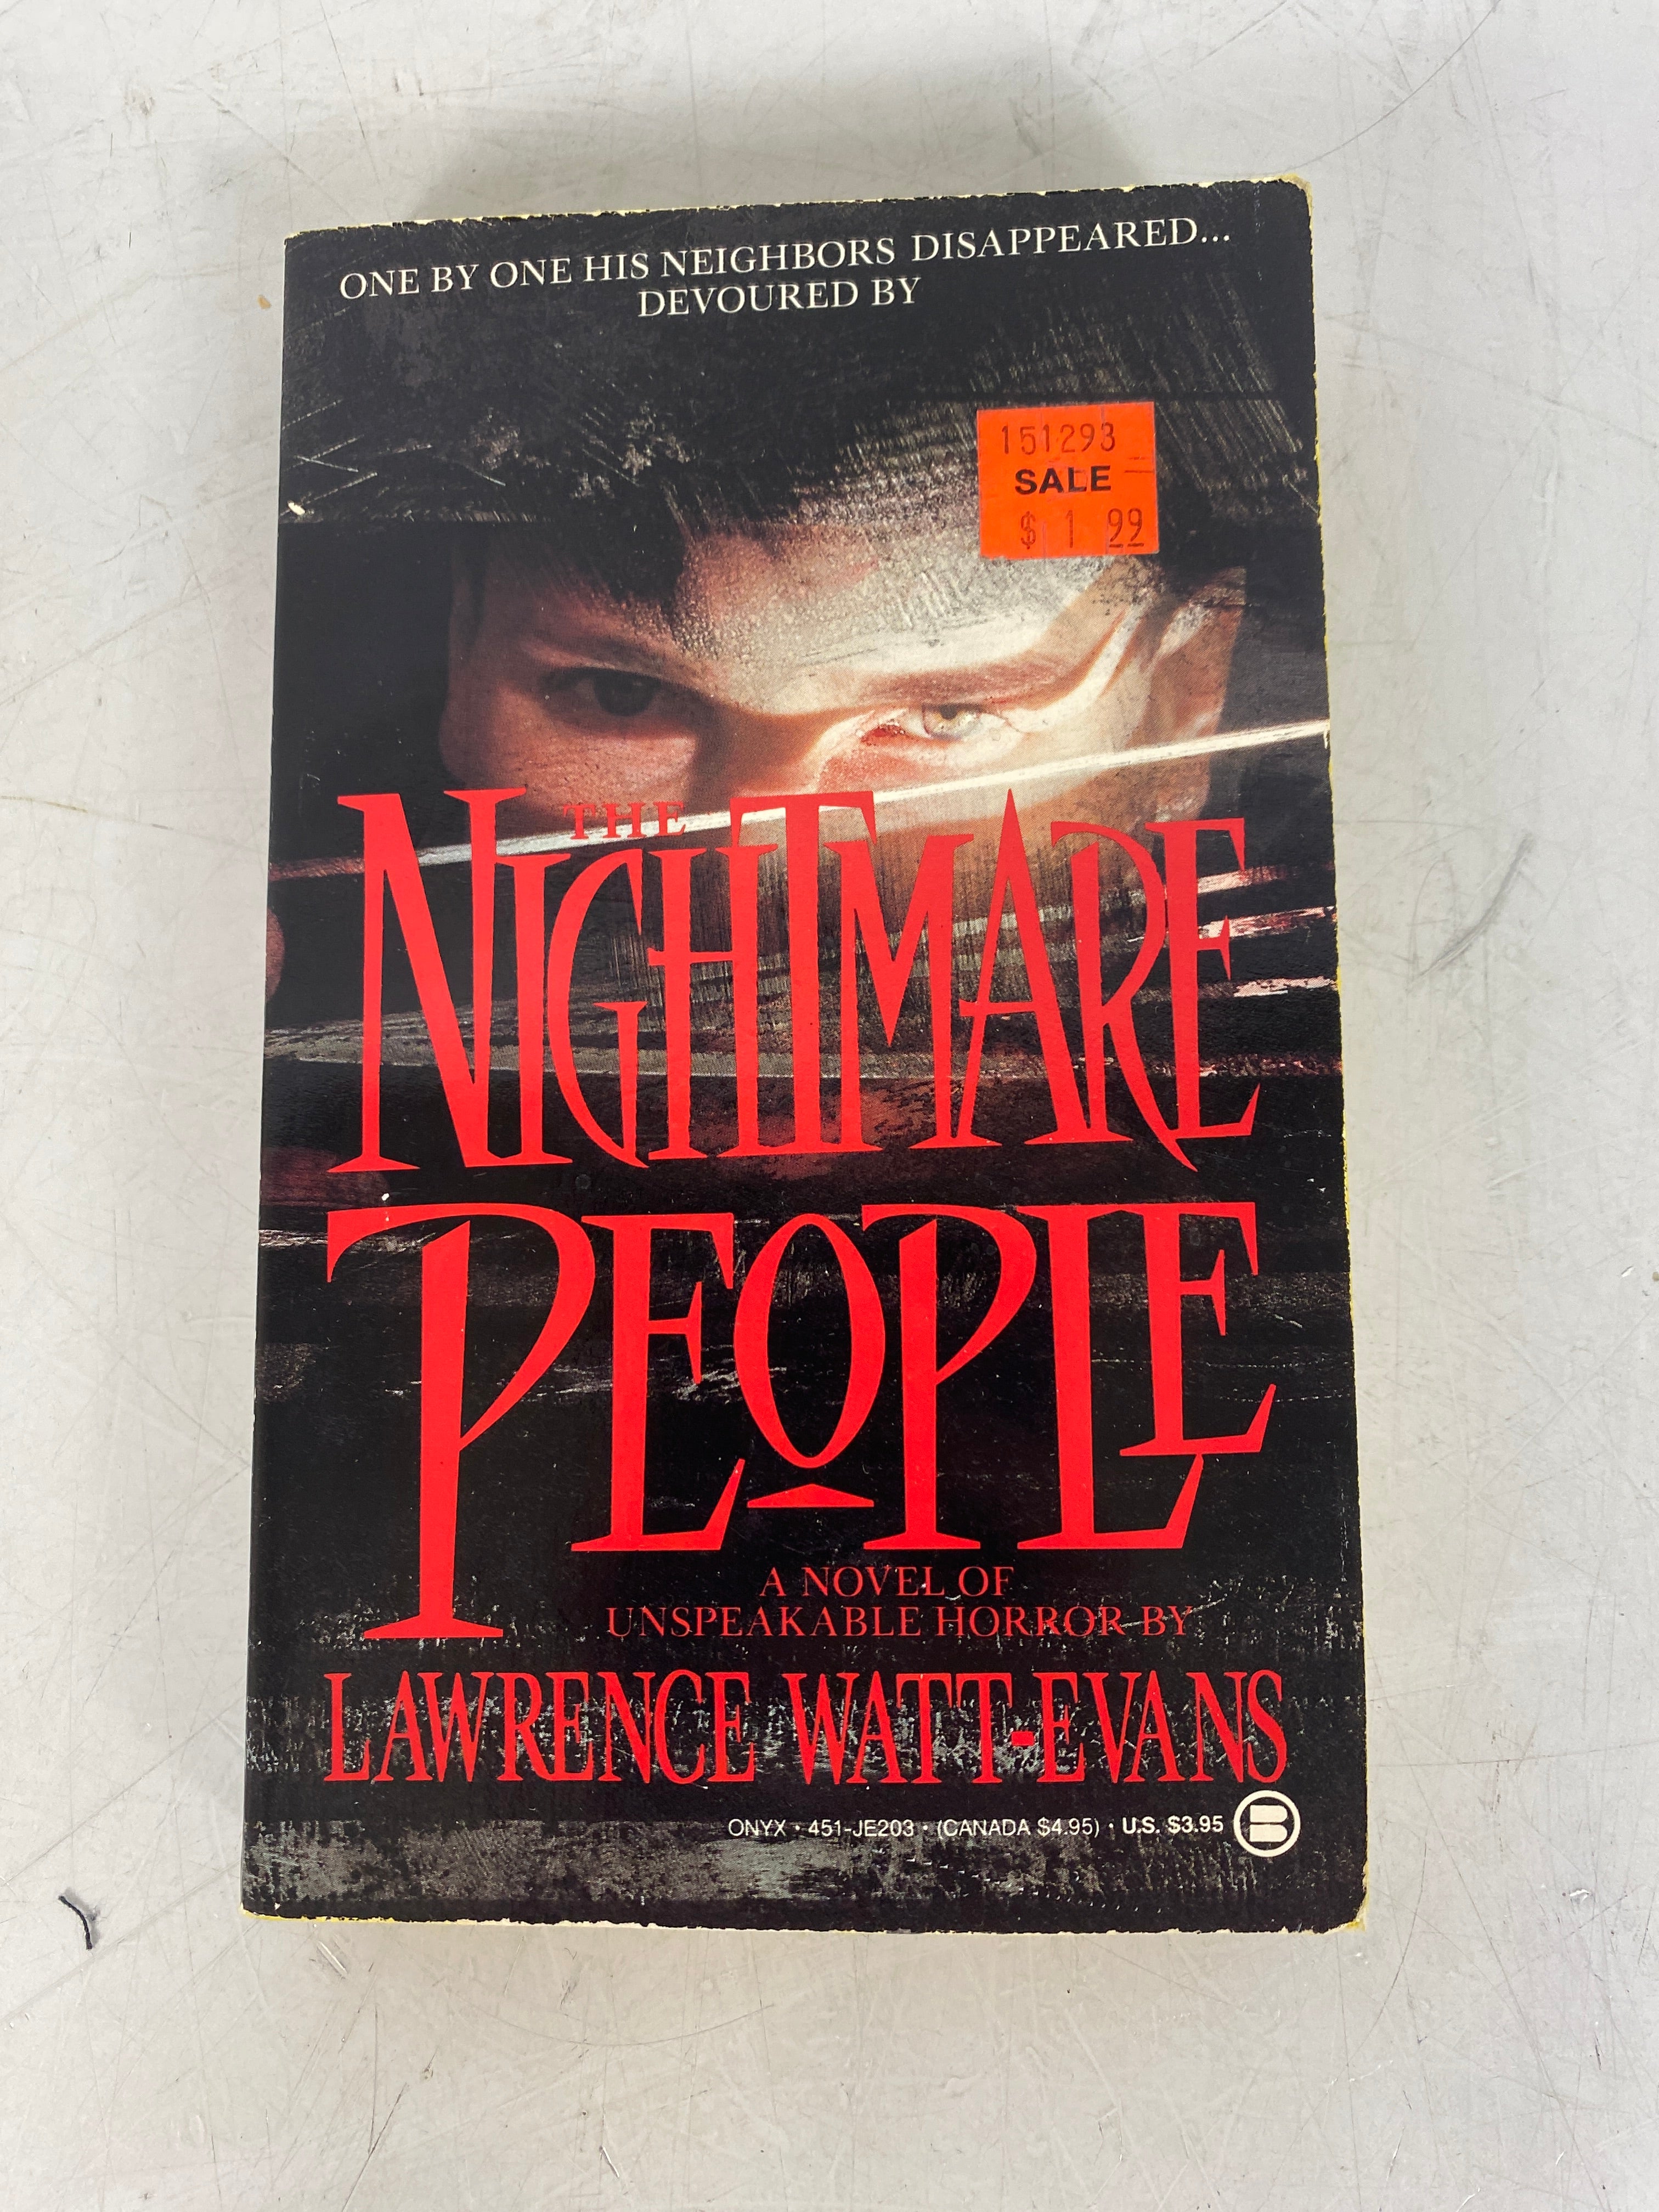 ONE BY ONE HIS NEIGHBORS DISAPPEARED...
DEVOURED BY
151293
SALE
$ 1 99
THE
NIGHTMARE
PEOPLE
A NOVEL OF
UNSPEAKABLE HORROR BY
LAWRENCE WATT-EVANS
ONYX • 451-JE203 • (CANADA $4.95) • U.S. $3.95